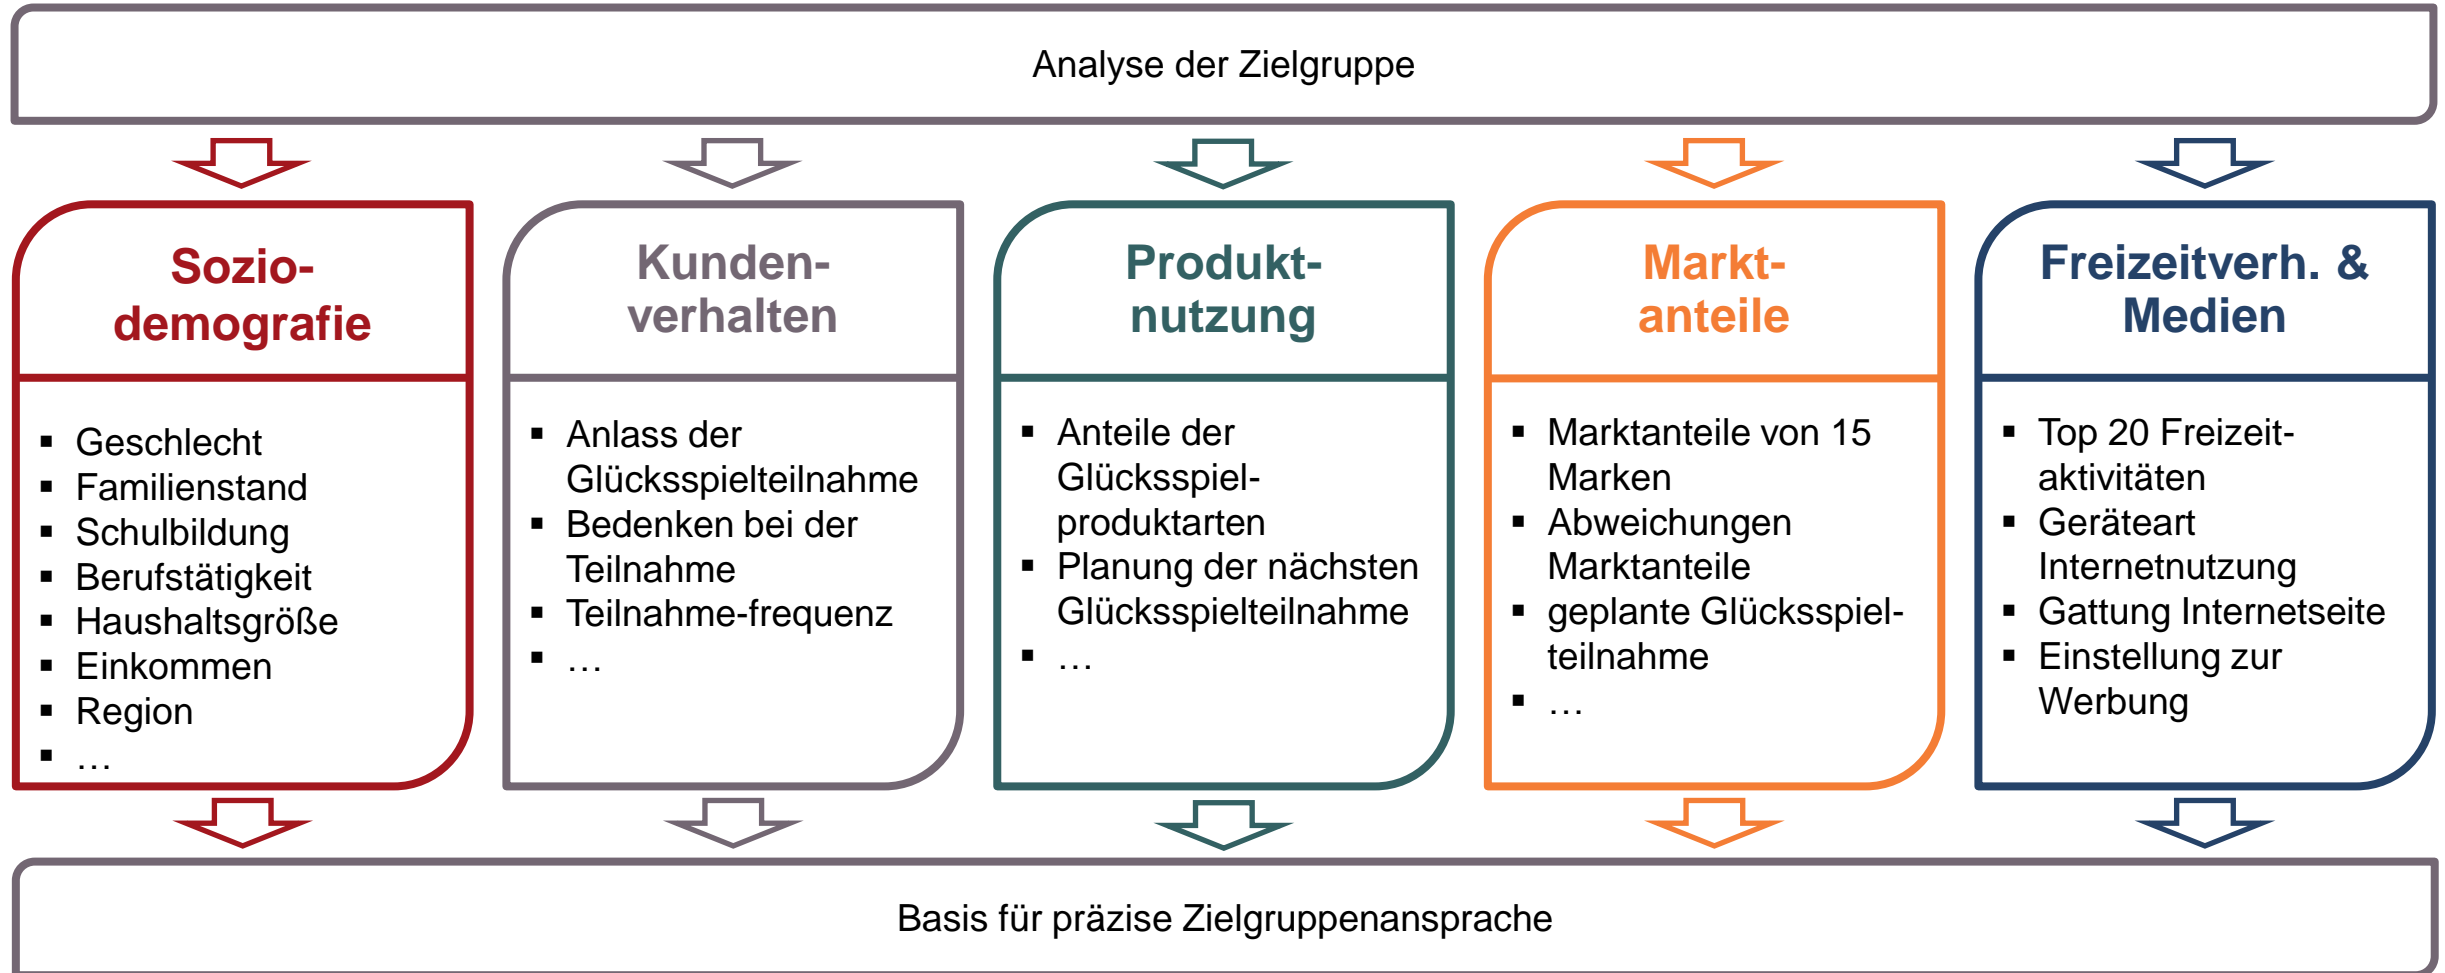 Analyse der Zielgruppe
Sozio-
demografie
▪ Geschlecht
▪ Familienstand
▪ Schulbildung
▪ Berufstätigkeit
▪ Haushaltsgröße
▪ Einkommen
▪ Region
▪ …
Kunden-
verhalten
▪ Anlass der
Glücksspielteilnahme
▪ Bedenken bei der
Teilnahme
▪ Teilnahme-frequenz
▪ …
Produkt-
nutzung
▪ Anteile der
Glücksspiel-
produktarten
▪ Planung der nächsten
Glücksspielteilnahme
▪ …
Markt-
anteile
▪ Marktanteile von 15
Marken
▪ Abweichungen
Marktanteile
▪ geplante Glücksspiel-
teilnahme
▪ …
Freizeitverh. &
Medien
▪ Top 20 Freizeit-
aktivitäten
▪ Geräteart
Internetnutzung
▪ Gattung Internetseite
▪ Einstellung zur
Werbung
Basis für präzise Zielgruppenansprache